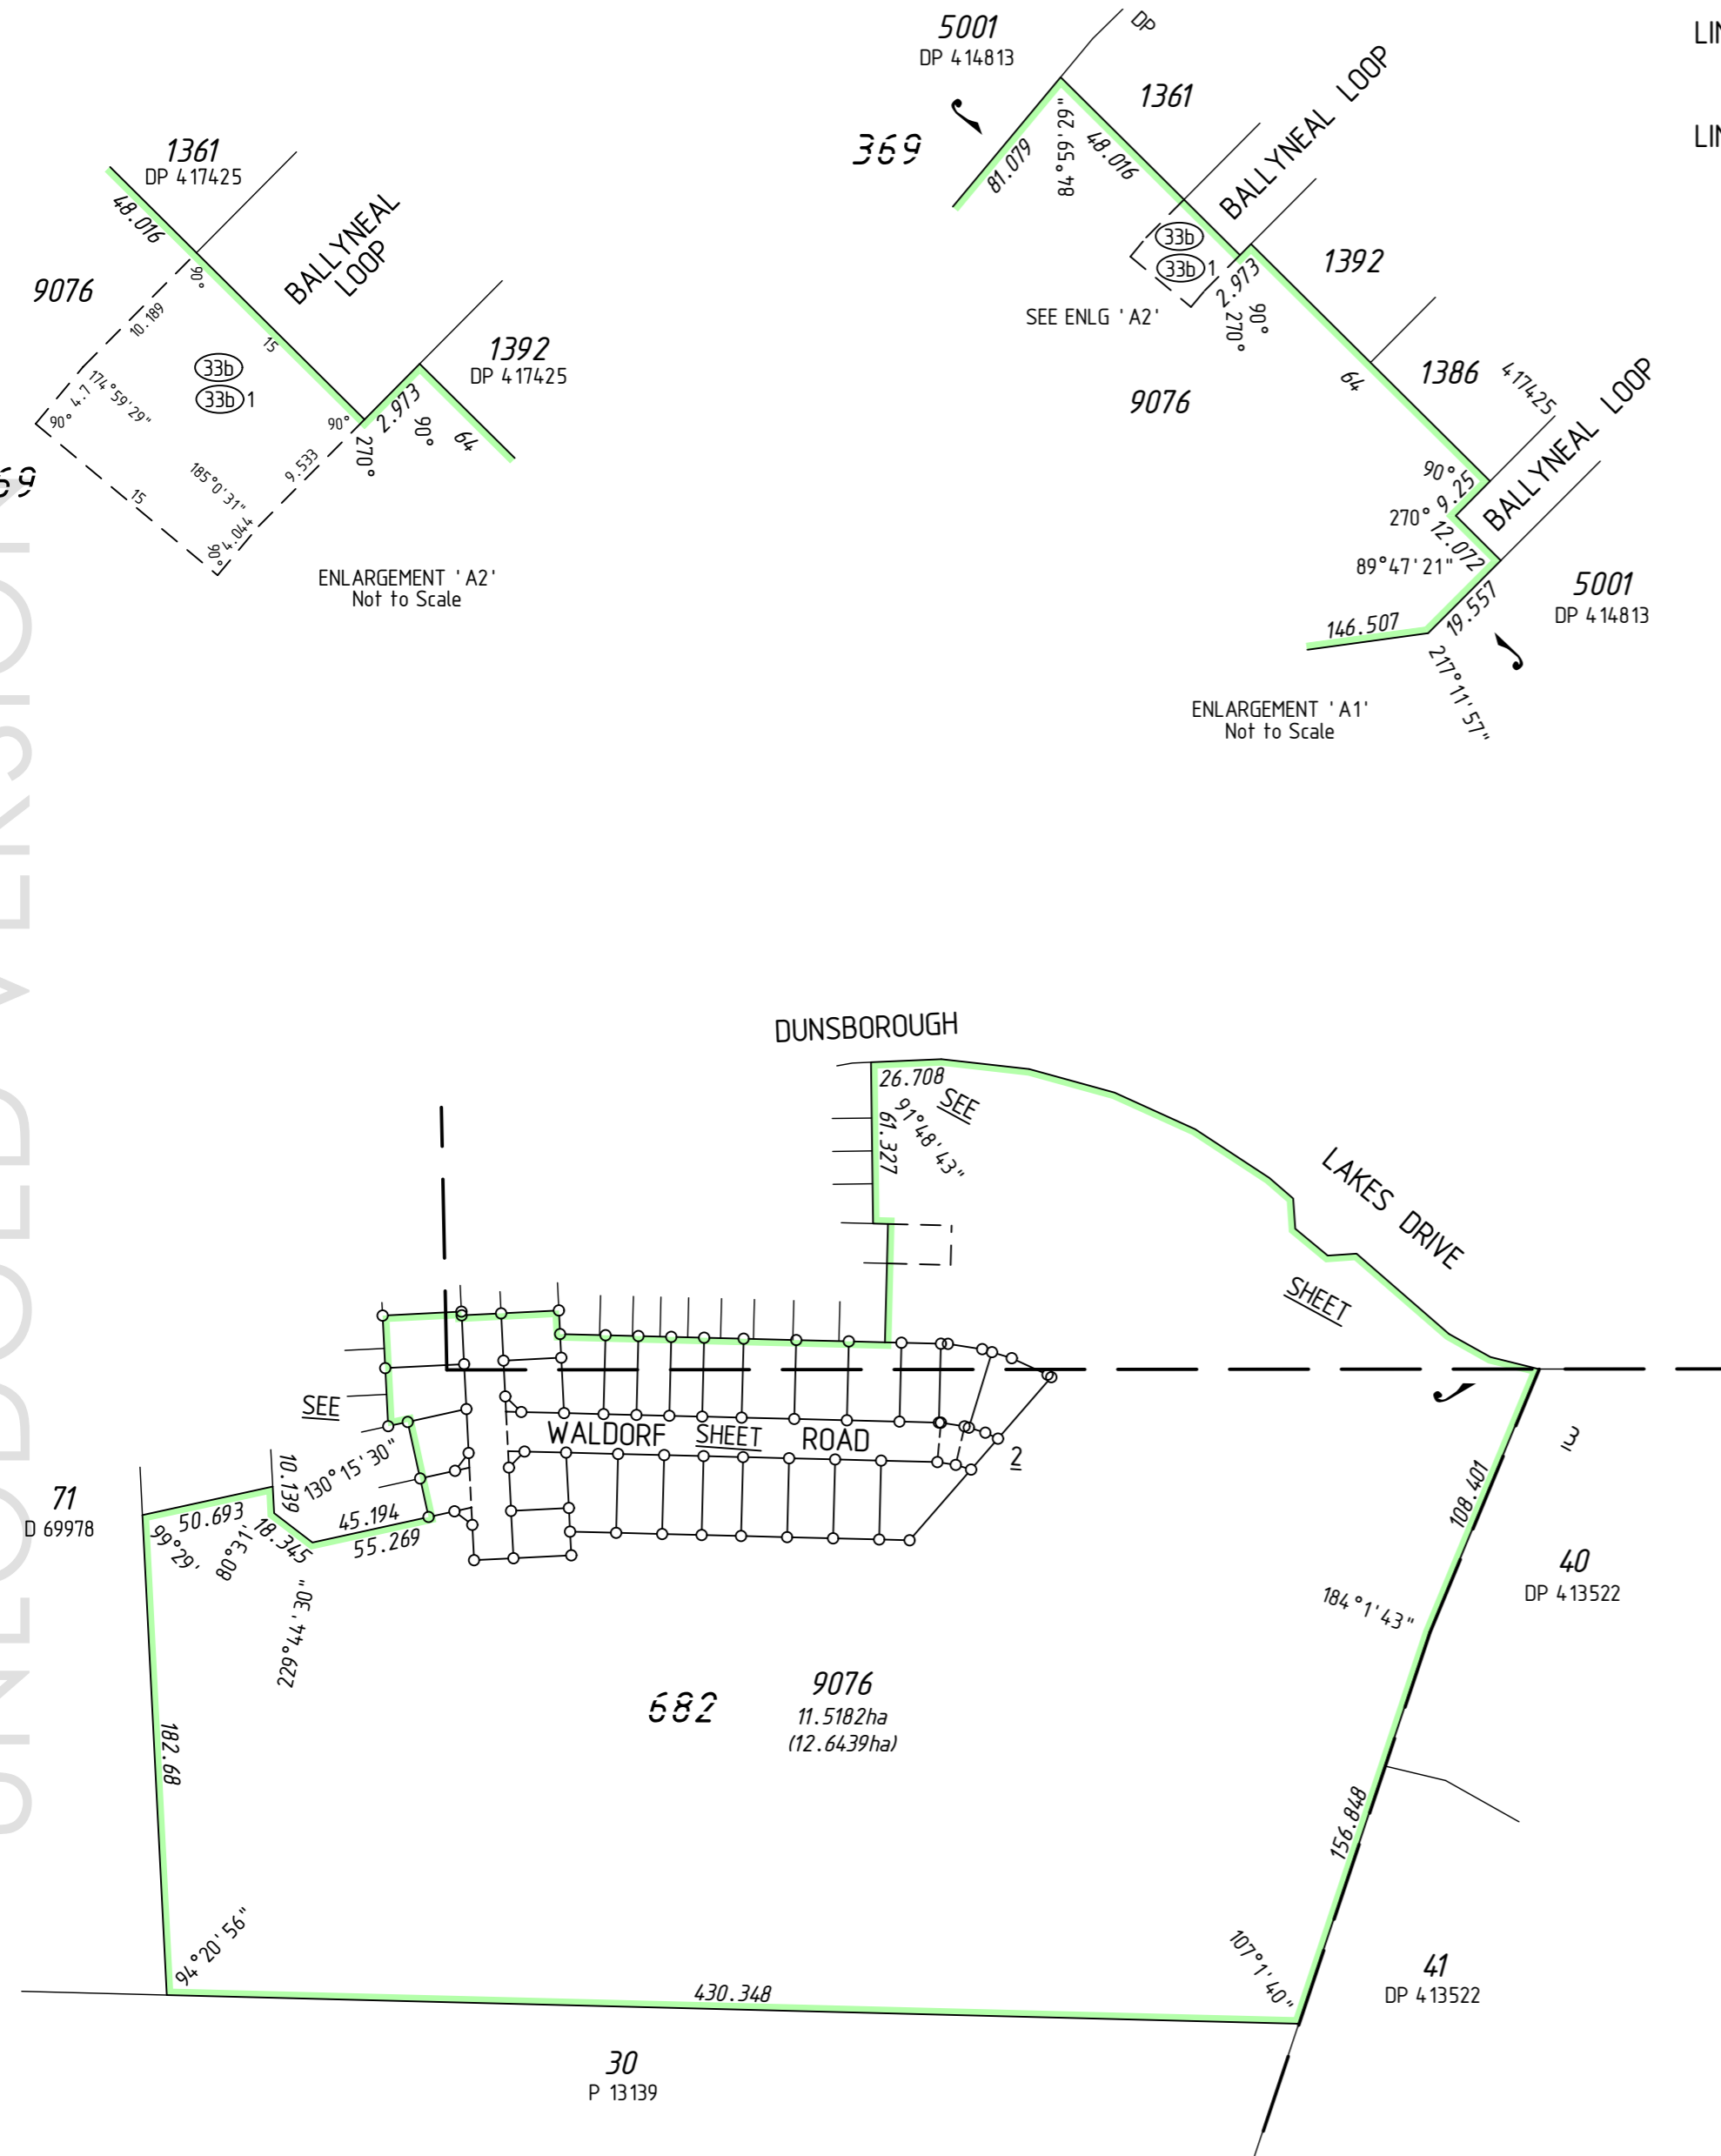 5001
DP 414813
DP
LIN
LIN
1361
BALLYNEAL LOOP
369
81.079
84°59'29"
48.016
33b
33b 1
2.973
90°
270°
SEE ENLG 'A2'
1392
9076
64
1386
417425
BALLYNEAL LOOP
90°
9.25
270°
12.072
89°47'21"
19.557
146.507
217°11'57"
5001
DP 414813
ENLARGEMENT 'A1'
Not to Scale
1361
DP 417425
48.016
BALLYNEAL
LOOP
9076
90°
10.189
15
33b
33b 1
174°59'29"
4.7
90°
1392
DP 417425
2.973
90°
270°
90°
64
9.533
185°0'31"
15
4.044
90°
69
ENLARGEMENT 'A2'
Not to Scale
UNLODGED VERSION
DUNSBOROUGH
26.708
SEE
91°48'43"
61.327
LAKES DRIVE
SHEET
3
SEE
WALDORF SHEET ROAD
2
130°15'30"
10.139
71
D 69978
50.693
99°29'
80°31'
18.345
45.194
55.269
229°44'30"
108.401
40
DP 413522
184°1'43"
682
9076
11.5182ha
(12.6439ha)
182.68
156.848
94°20'56"
430.348
107°1'40"
41
DP 413522
30
P 13139